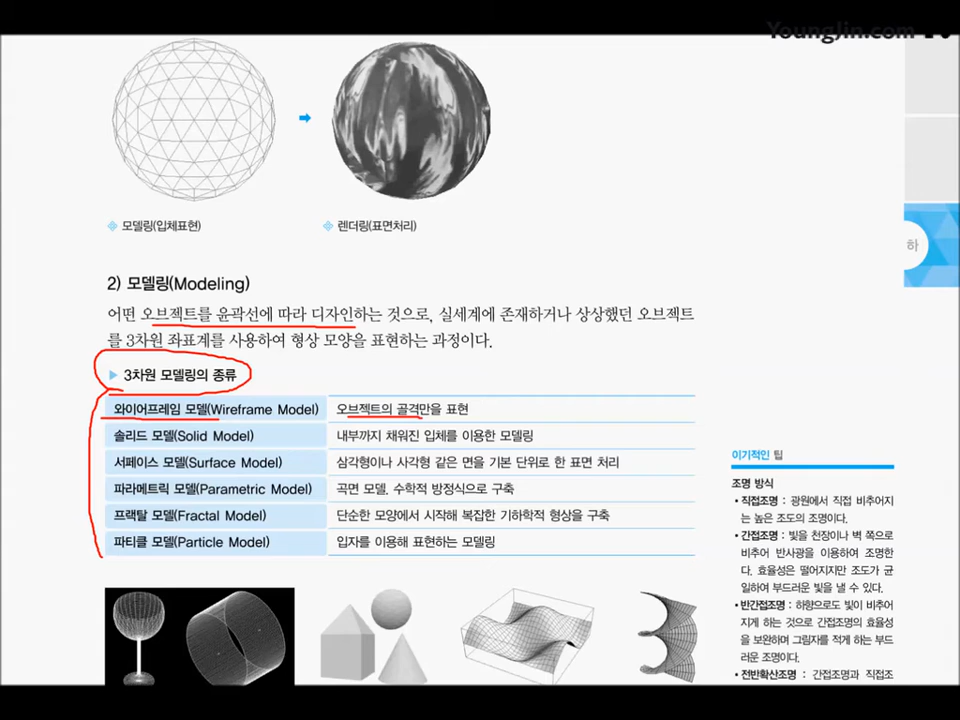 YoungJin.com
하
모델링(입체표현)
렌더링(표면처리)
2) 모델링(Modeling)
어떤 오브젝트를 윤곽선에 따라 디자인하는 것으로, 실세계에 존재하거나 상상했던 오브젝트
를 3차원 좌표계를 사용하여 형상 모양을 표현하는 과정이다.
▶ 3차원 모델링의 종류
와이어프레임 모델(Wireframe Model) 오브젝트의 골격만을 표현
솔리드 모델(Solid Model) 내부까지 채워진 입체를 이용한 모델링
서페이스 모델(Surface Model) 삼각형이나 사각형 같은 면을 기본 단위로 한 표면 처리
파라메트릭 모델(Parametric Model) 곡면 모델. 수학적 방정식으로 구축
프랙탈 모델(Fractal Model) 단순한 모양에서 시작해 복잡한 기하학적 형상을 구축
파티클 모델(Particle Model) 입자를 이용해 표현하는 모델링
이기적인 팁
조명 방식
• 직접조명 : 광원에서 직접 비추어지
는 높은 조도의 조명이다.
• 간접조명 : 빛을 천장이나 벽 쪽으로
비추어 반사광을 이용하여 조명한
다. 효율성은 떨어지지만 조도가 균
일하여 부드러운 빛을 낼 수 있다.
• 반간접조명 : 하향으로도 빛이 비추어
지게 하는 것으로 간접조명의 효율성
을 보완하며 그림자를 적게 하는 부드
러운 조명이다.
• 전반확산조명 : 간접조명과 직접조